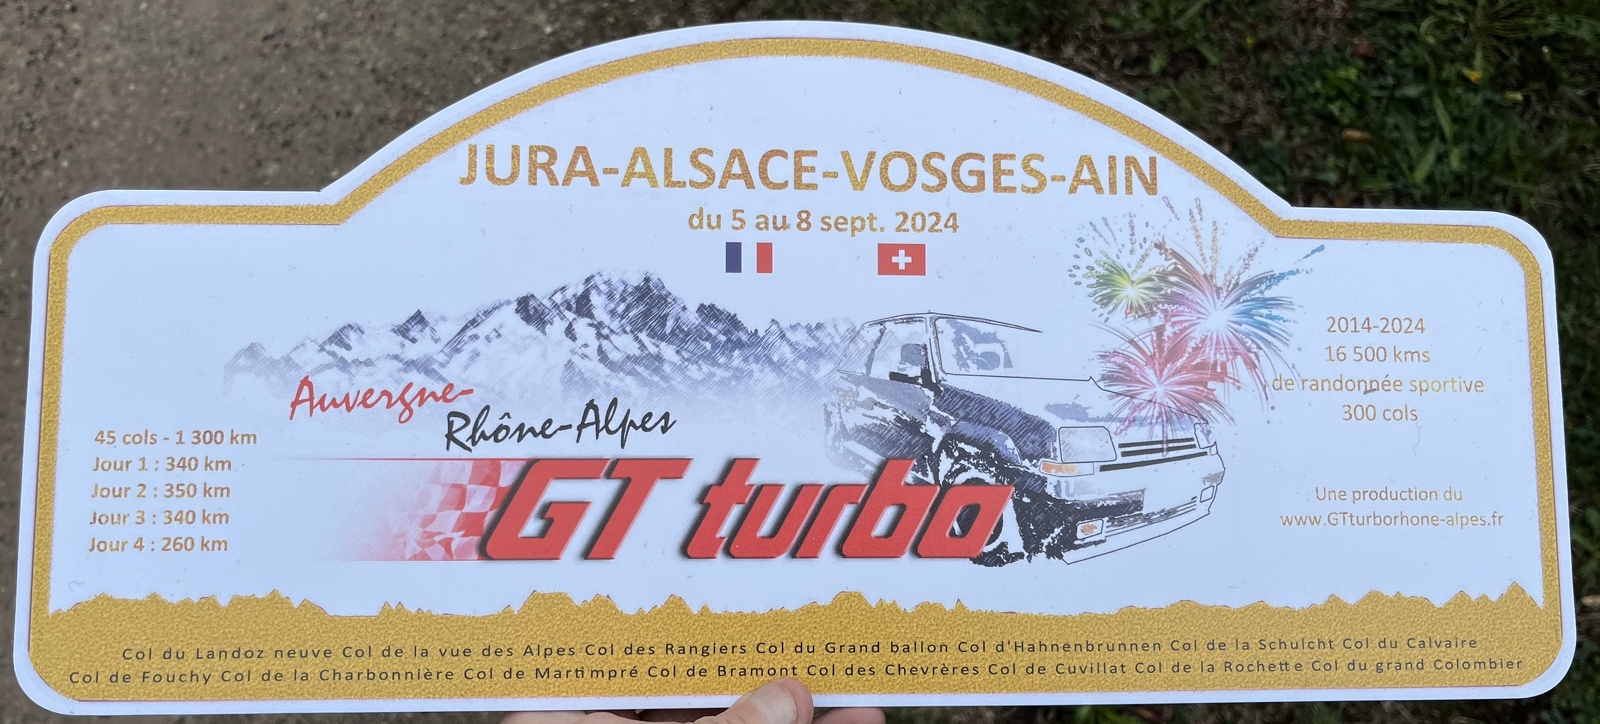 JURA-ALSACE-VOSGES-AIN
du 5 au 8 sept. 2024
2014-2024
16 500 kms
de randonnée sportive
300 cols
Auvergne-
Rhône-Alpes
GT turbo
45 cols - 1 300 km
Jour 1 : 340 km
Jour 2 : 350 km
Jour 3 : 340 km
Jour 4 : 260 km
Une production du
www.GTturborhone-alpes.fr
Col du Landoz neuve Col de la vue des Alpes Col des Rangiers Col du Grand ballon Col d'Hahnenbrunnen Col de la Schulcht Col du Calvaire
Col de Fouchy Col de la Charbonnière Col de Martimpré Col de Bramont Col des Chevrères Col de Cuvillat Col de la Rochette Col du grand Colombier